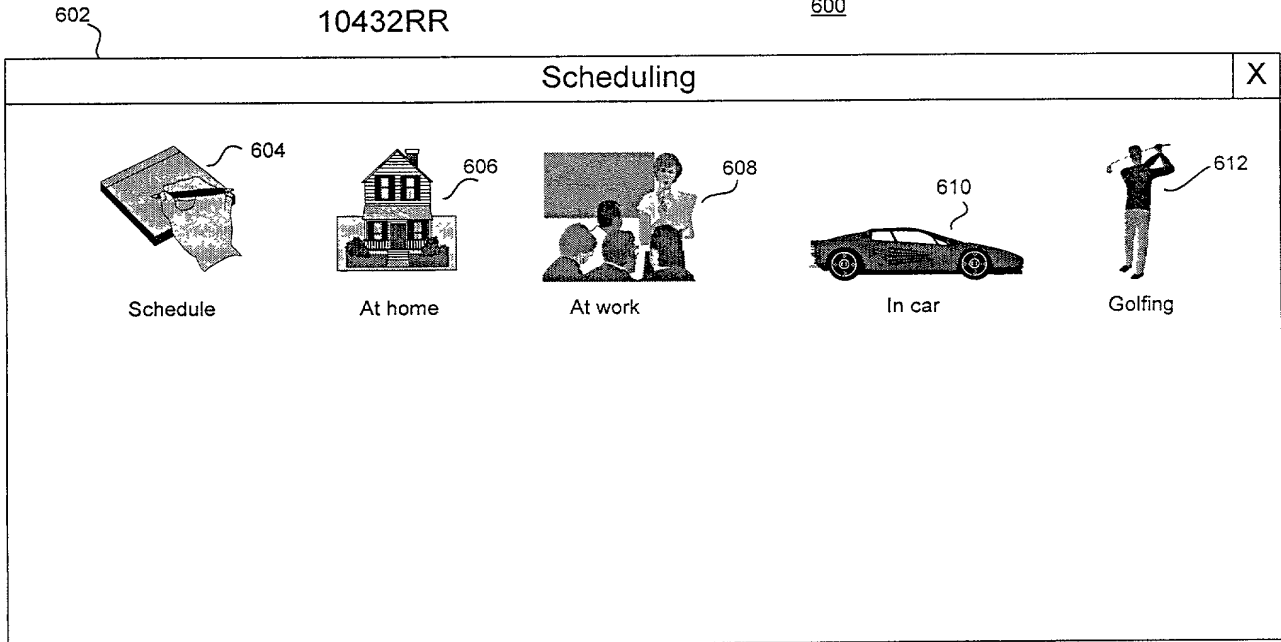 602
10432RR
600
Scheduling X
604
606
608
610
612
Schedule At home At work In car Golfing